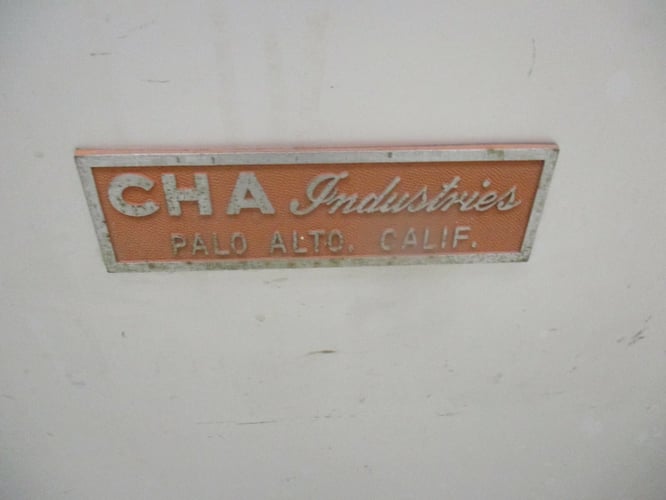 CHA Industries
PALO ALTO. CALIF.